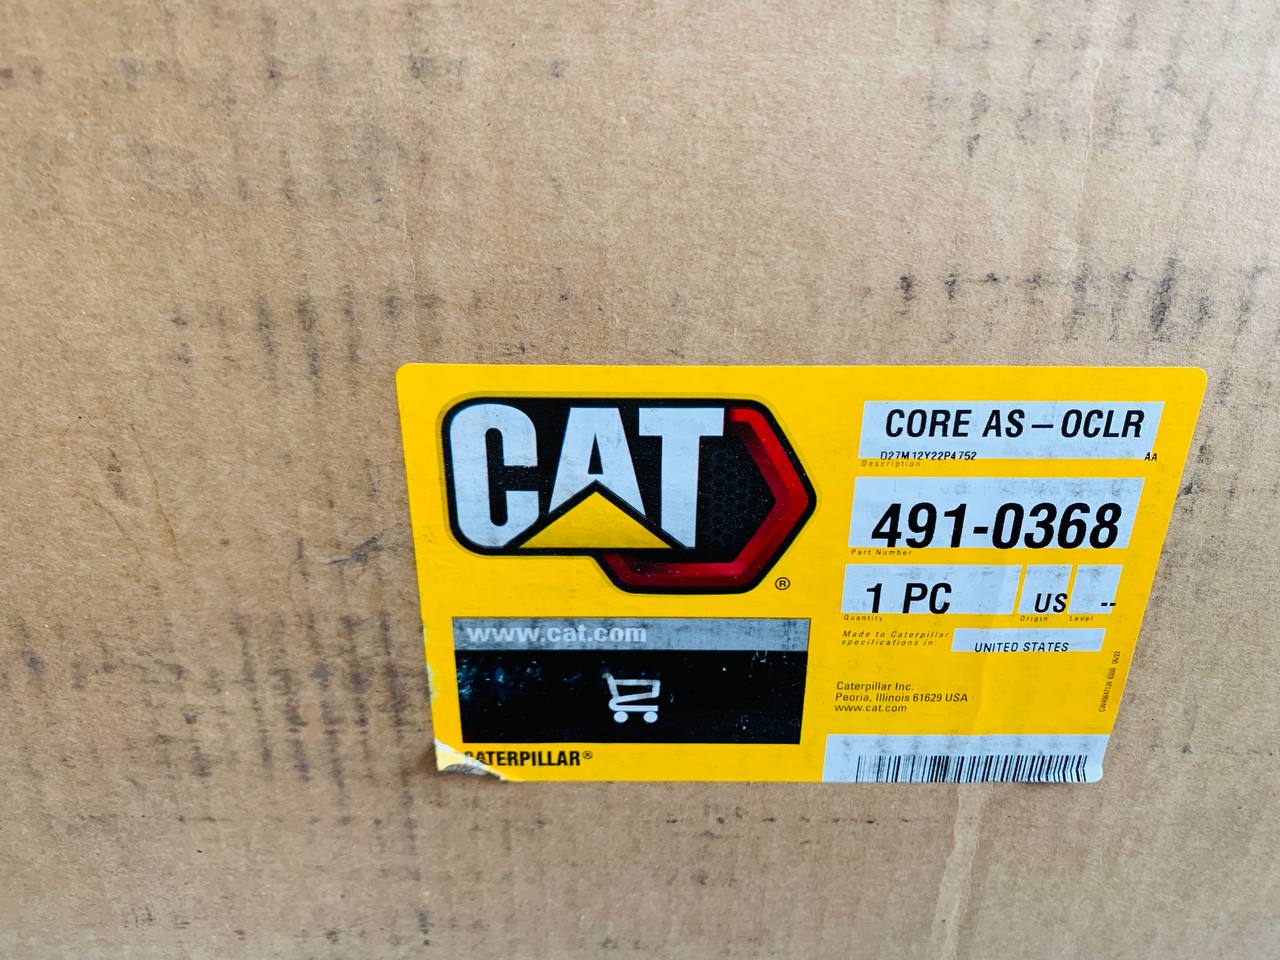 CAT
®
CORE AS-OCLR
D27M12Y22P4752 AA
Description
491-0368
Part Number
1 PC US --
Quantity Origin Level
Made to Caterpillar
specifications in:
UNITED STATES
www.cat.com
Caterpillar Inc.
Peoria, Illinois 61629 USA
www.cat.com
CATERPILLAR®